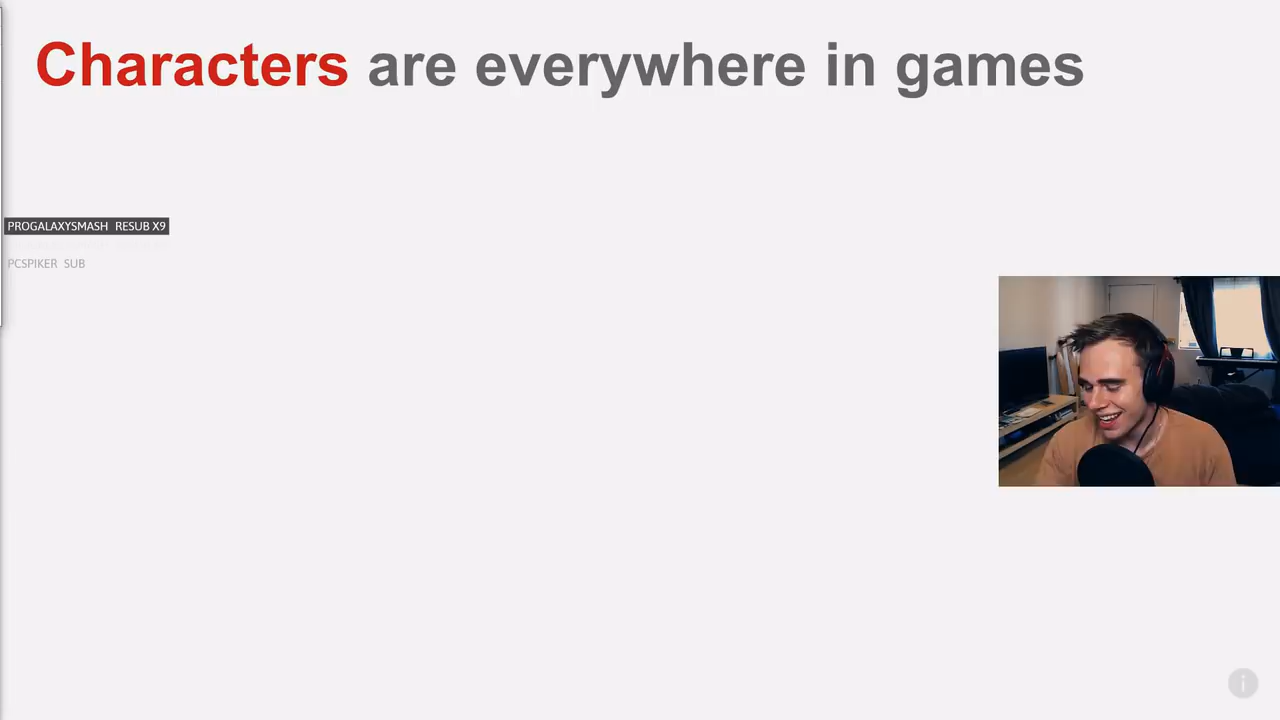 Characters are everywhere in games
PROGALAXYSMASH RESUB X9
PCSPIKER SUB